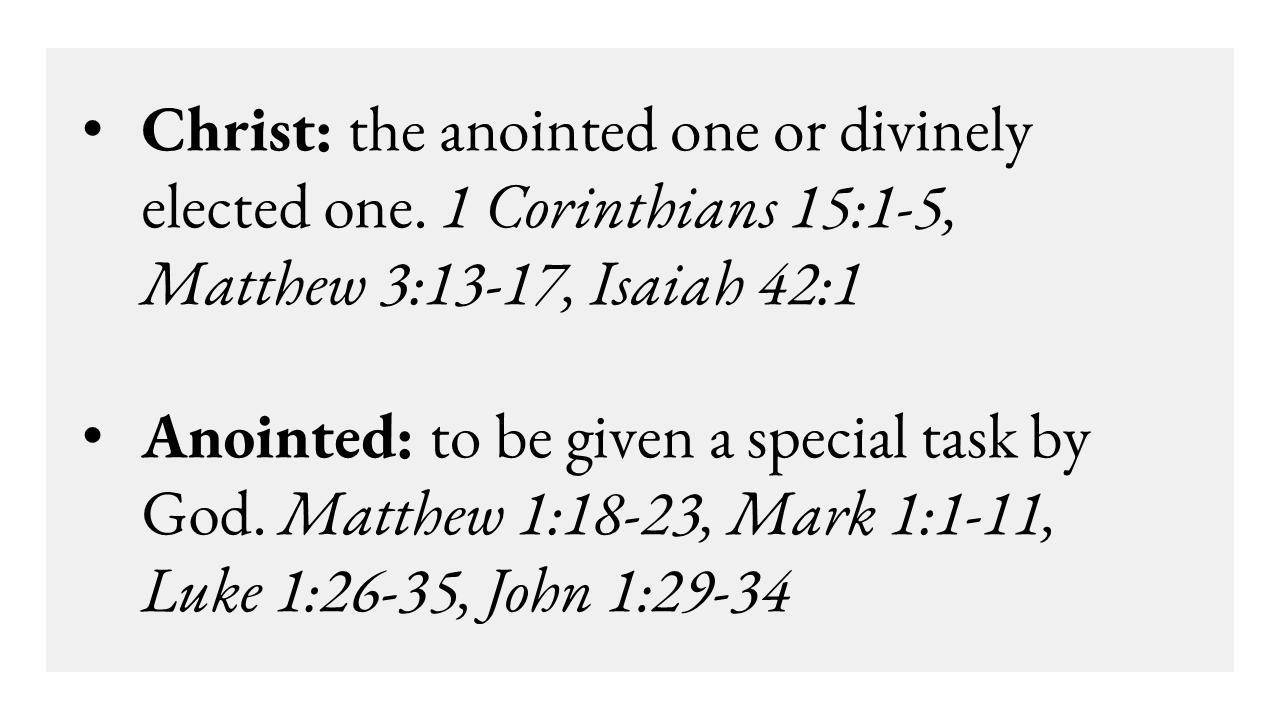 • Christ: the anointed one or divinely
elected one. 1 Corinthians 15:1-5,
Matthew 3:13-17, Isaiah 42:1
• Anointed: to be given a special task by
God. Matthew 1:18-23, Mark 1:1-11,
Luke 1:26-35, John 1:29-34